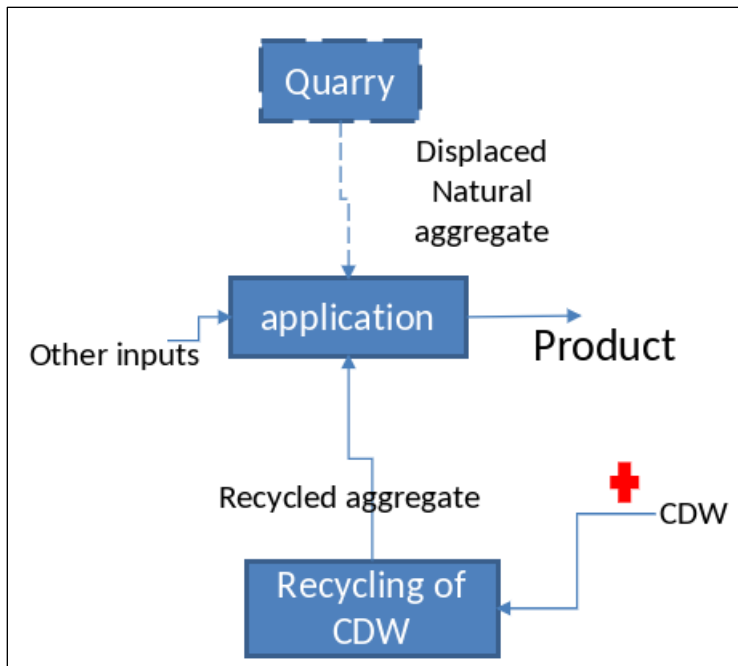 Quarry
Displaced
Natural
aggregate
application
Other inputs
Product
Recycled aggregate
CDW
Recycling of
CDW